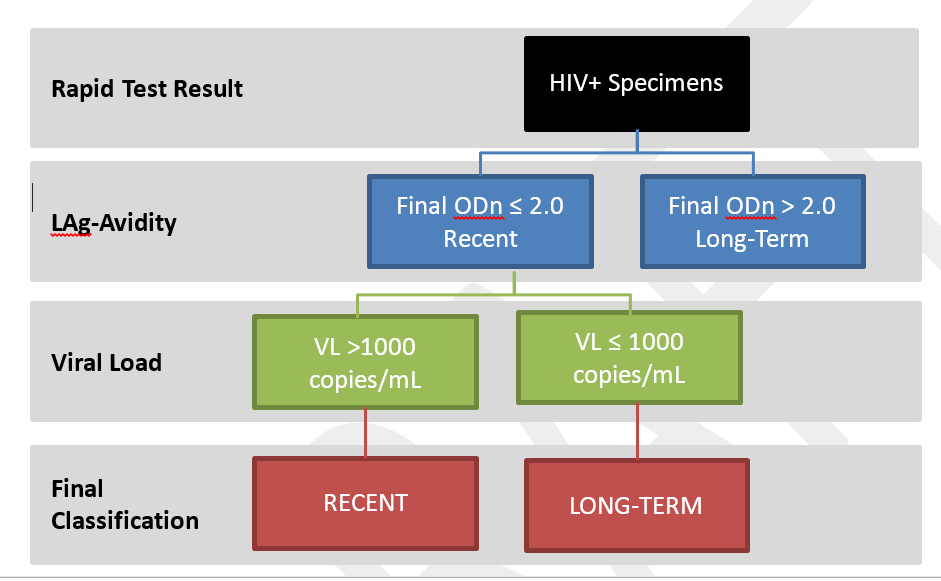 Rapid Test Result
HIV+ Specimens
LAg-Avidity
Final ODn ≤ 2.0
Recent
Final ODn > 2.0
Long-Term
Viral Load
VL >1000
copies/mL
VL ≤ 1000
copies/mL
Final
Classification
RECENT
LONG-TERM